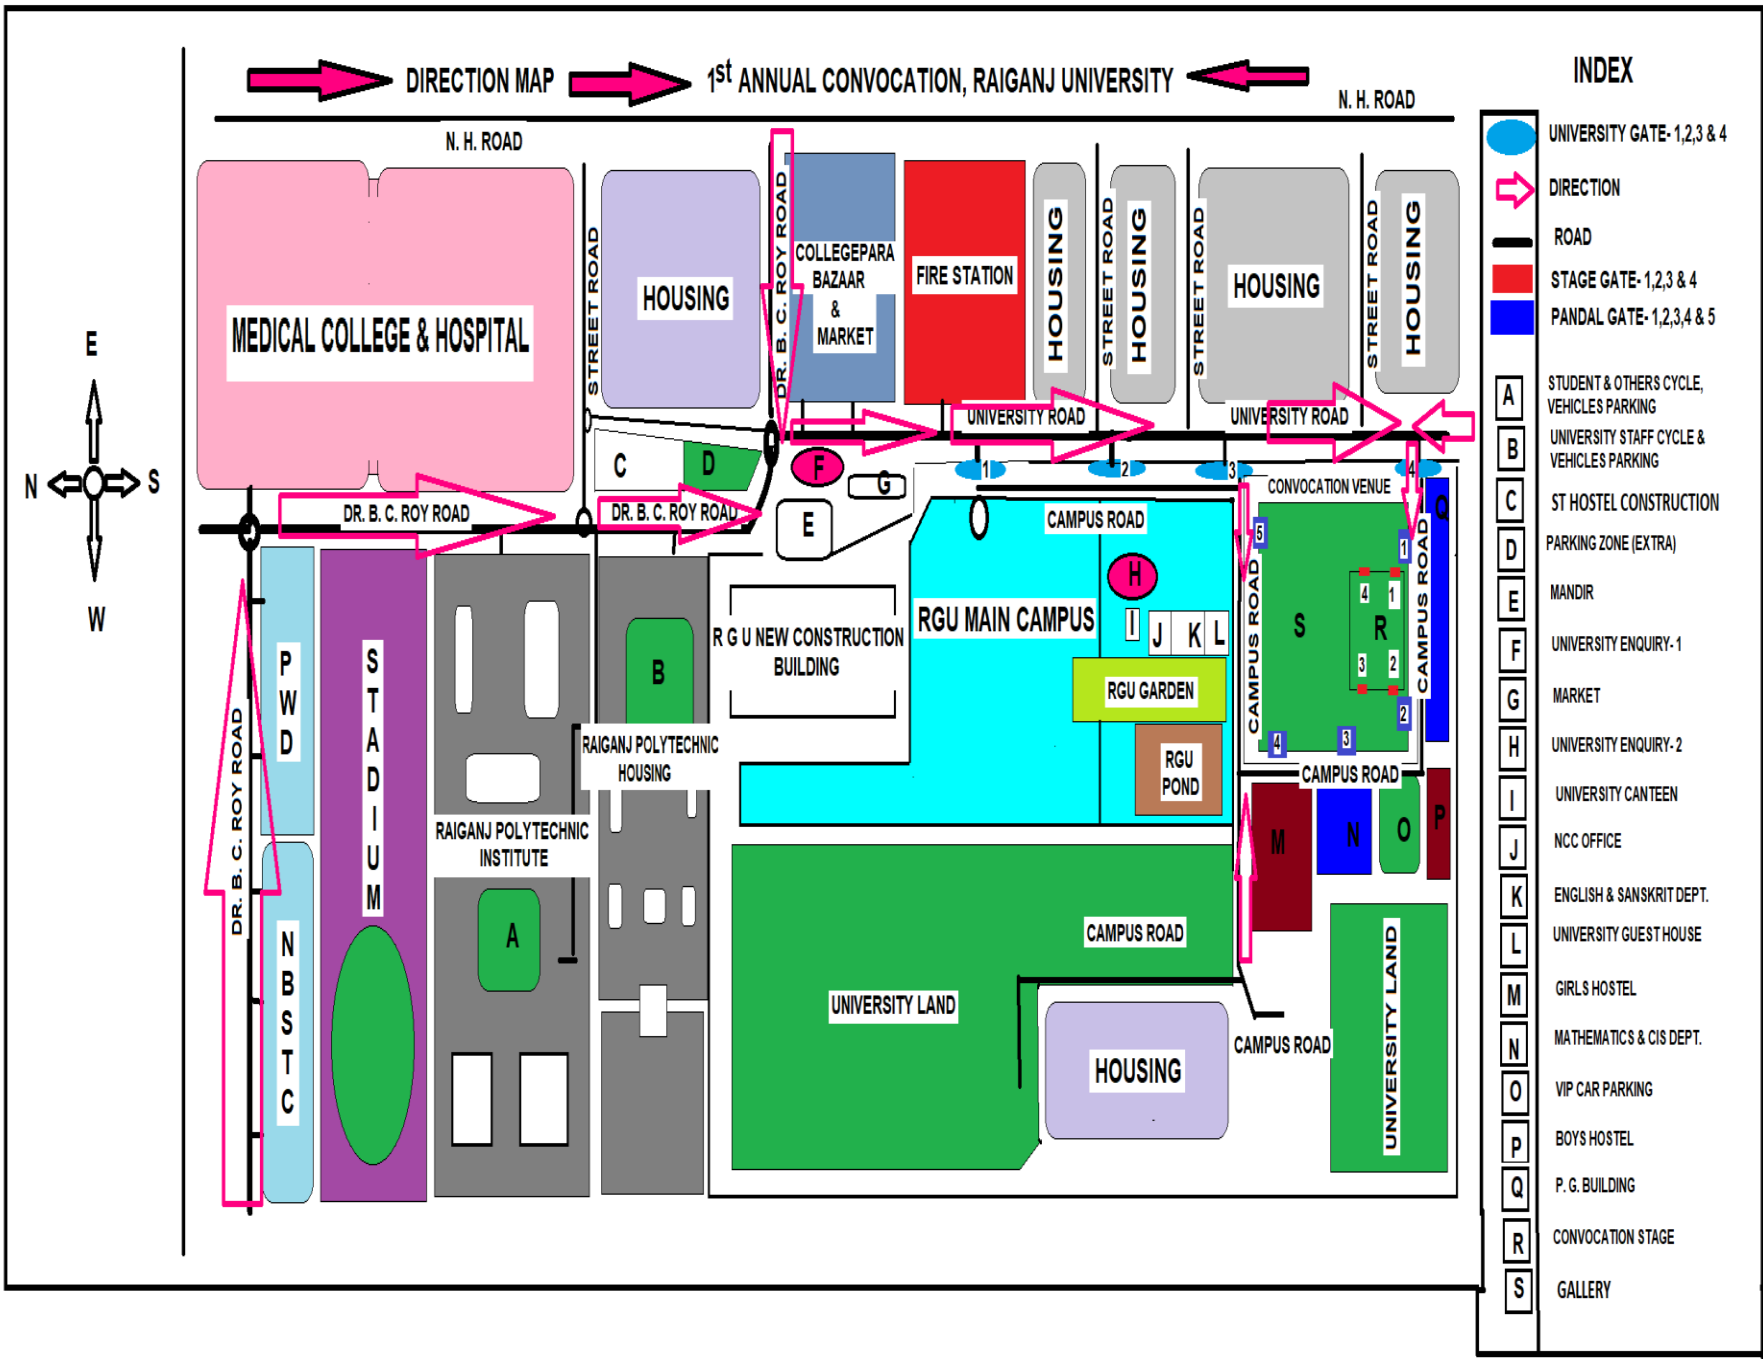 DIRECTION MAP
1st ANNUAL CONVOCATION, RAIGANJ UNIVERSITY
N. H. ROAD
N. H. ROAD
E
N
S
W
MEDICAL COLLEGE & HOSPITAL
STREET ROAD
HOUSING
DR. B. C. ROY ROAD
COLLEGEPARA
BAZAAR
&
MARKET
FIRE STATION
HOUSING
STREET ROAD
HOUSING
STREET ROAD
HOUSING
STREET ROAD
HOUSING
UNIVERSITY ROAD
UNIVERSITY ROAD
C
D
F
G
E
1
2
3
4
DR. B. C. ROY ROAD
DR. B. C. ROY ROAD
CONVOCATION VENUE
CAMPUS ROAD
Q
5
1
H
I
J
K
L
CAMPUS ROAD
S
4
1
R
3
2
CAMPUS ROAD
2
4
3
CAMPUS ROAD
PWD
STADIUM
B
R G U NEW CONSTRUCTION
BUILDING
RGU MAIN CAMPUS
RGU GARDEN
RGU
POND
RAIGANJ POLYTECHNIC
HOUSING
RAIGANJ POLYTECHNIC
INSTITUTE
DR. B. C. ROY ROAD
NBSTC
A
M
N
O
P
CAMPUS ROAD
UNIVERSITY LAND
HOUSING
CAMPUS ROAD
UNIVERSITY LAND
INDEX
UNIVERSITY GATE- 1,2,3 & 4
DIRECTION
ROAD
STAGE GATE- 1,2,3 & 4
PANDAL GATE- 1,2,3,4 & 5
A STUDENT & OTHERS CYCLE,
VEHICLES PARKING
B UNIVERSITY STAFF CYCLE &
VEHICLES PARKING
C ST HOSTEL CONSTRUCTION
D PARKING ZONE (EXTRA)
E MANDIR
F UNIVERSITY ENQUIRY- 1
G MARKET
H UNIVERSITY ENQUIRY- 2
I UNIVERSITY CANTEEN
J NCC OFFICE
K ENGLISH & SANSKRIT DEPT.
L UNIVERSITY GUEST HOUSE
M GIRLS HOSTEL
N MATHEMATICS & CIS DEPT.
O VIP CAR PARKING
P BOYS HOSTEL
Q P. G. BUILDING
R CONVOCATION STAGE
S GALLERY